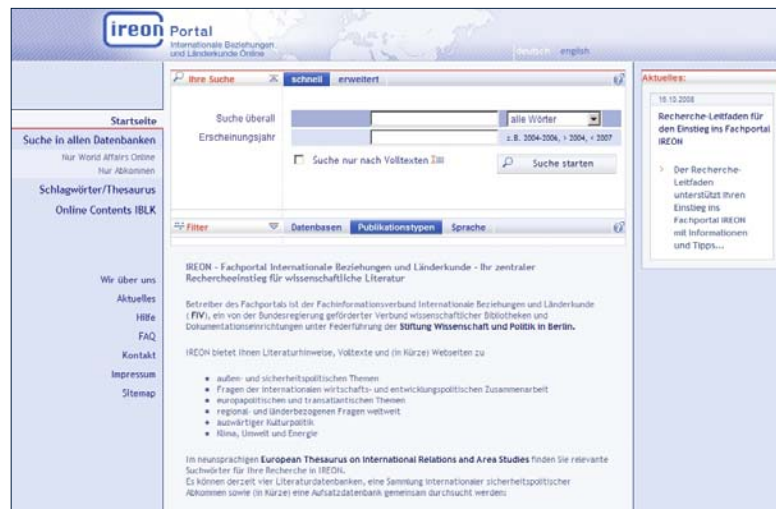 ireon Portal
Internationale Beziehungen
und Länderkunde Online
deutsch english
Ihre Suche schnell erweitert
Suche überall alle Wörter
Erscheinungsjahr z.B. 2004-2006, > 2004, < 2007
Suche nur nach Volltexten
Suche starten
Filter Datenbasen Publikationstypen Sprache
Startseite
Suche in allen Datenbanken
Nur World Affairs Online
Nur Abkommen
Schlagwörter/Thesaurus
Online Contents IBLK
Wir über uns
Aktuelles
Hilfe
FAQ
Kontakt
Impressum
Sitemap
IREON - Fachportal Internationale Beziehungen und Länderkunde - Ihr zentraler
Rechercheeinstieg für wissenschaftliche Literatur
Betreiber des Fachportals ist der Fachinformationsverbund Internationale Beziehungen und Länderkunde
(FIV), ein von der Bundesregierung geförderter Verbund wissenschaftlicher Bibliotheken und
Dokumentationseinrichtungen unter Federführung der Stiftung Wissenschaft und Politik in Berlin.
IREON bietet Ihnen Literaturhinweise, Volltexte und (in Kürze) Webseiten zu
außen- und sicherheitspolitischen Themen
Fragen der internationalen wirtschafts- und entwicklungspolitischen Zusammenarbeit
europapolitischen und transatlantischen Themen
regional- und länderbezogenen Fragen weltweit
auswärtiger Kulturpolitik
Klima, Umwelt und Energie
Im neunsprachigen European Thesaurus on International Relations and Area Studies finden Sie relevante
Suchwörter für Ihre Recherche in IREON.
Es können derzeit vier Literaturdatenbanken, eine Sammlung internationaler sicherheitspolitischer
Abkommen sowie (in Kürze) eine Aufsatzdatenbank gemeinsam durchsucht werden:
Aktuelles:
10.2008
Recherche-Leitfaden für
den Einstieg ins Fachportal
IREON
> Der Recherche-
Leitfaden
unterstützt Ihren
Einstieg ins
Fachportal IREON
mit Informationen
und Tipps...